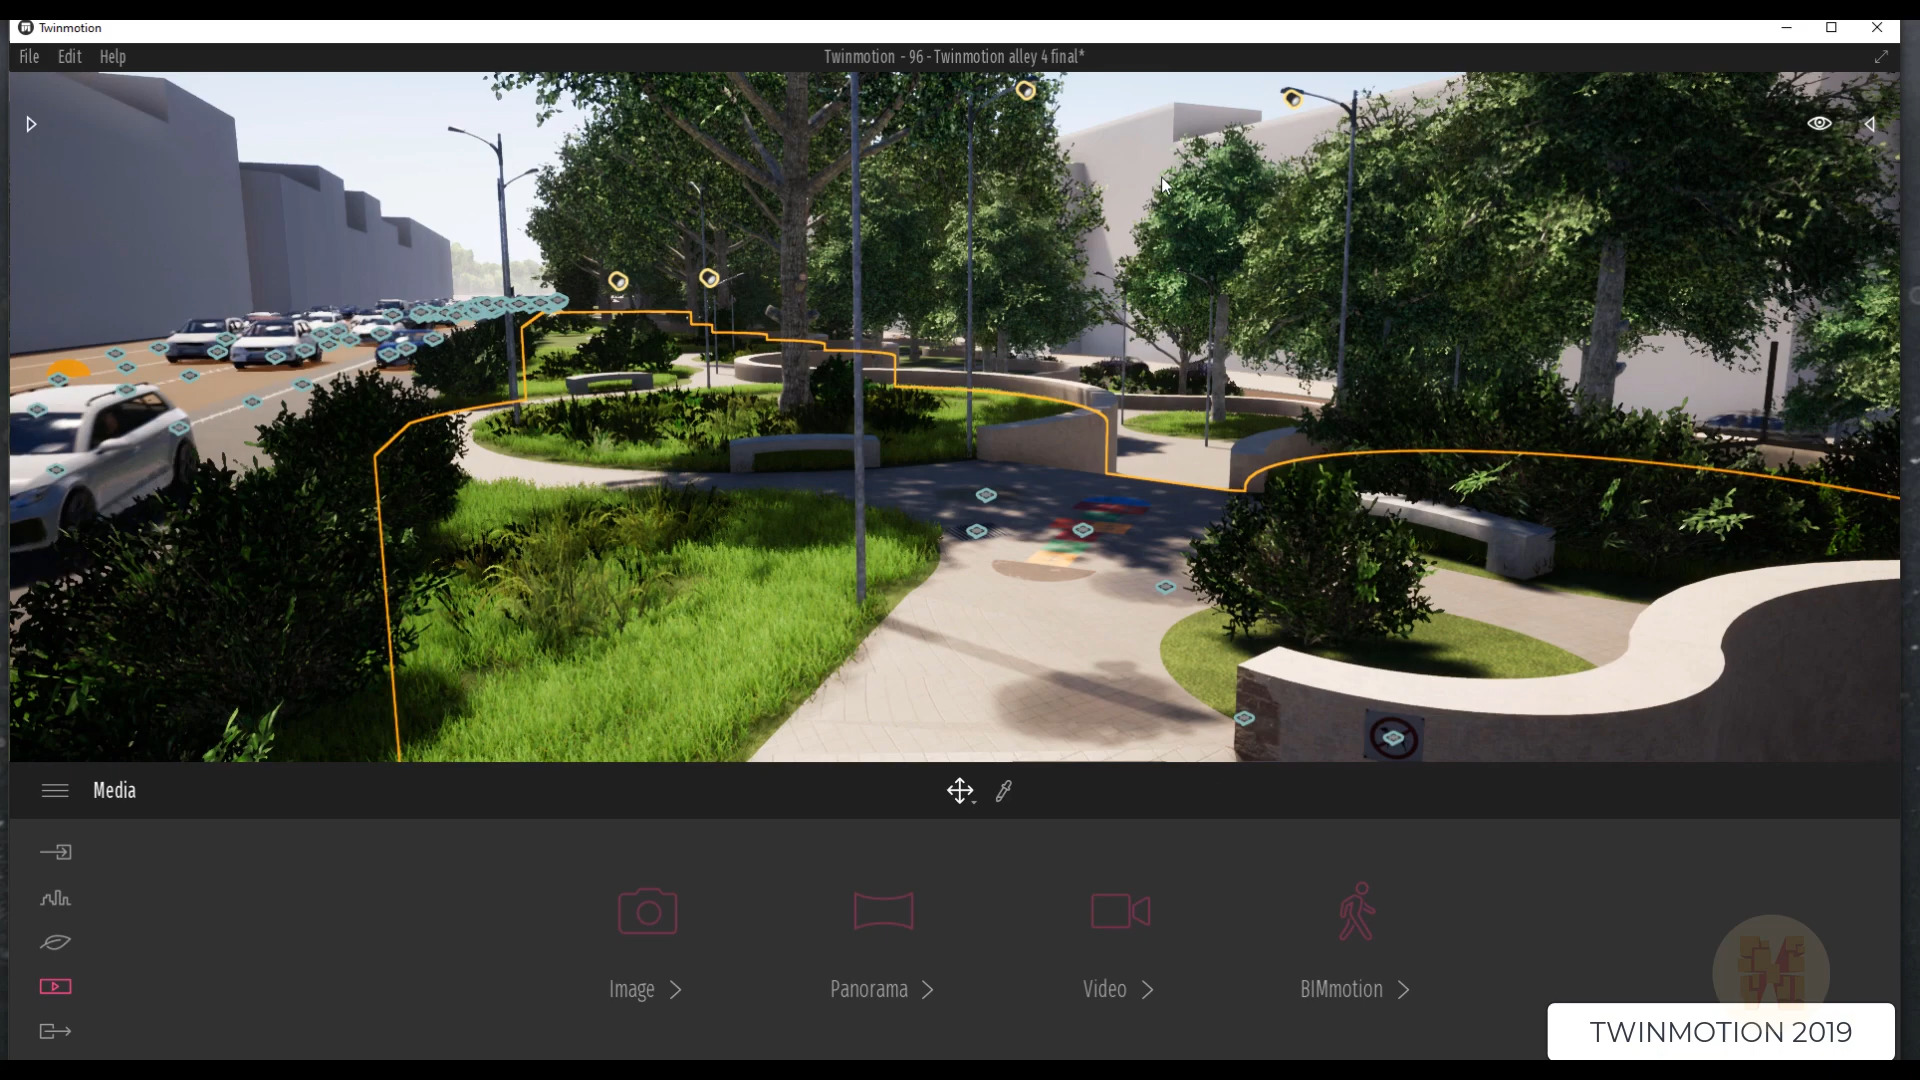 Twinmotion
File Edit Help
Twinmotion - 96 - Twinmotion alley 4 final*
Media
Image
Panorama
Video
BIMmotion
TWINMOTION 2019